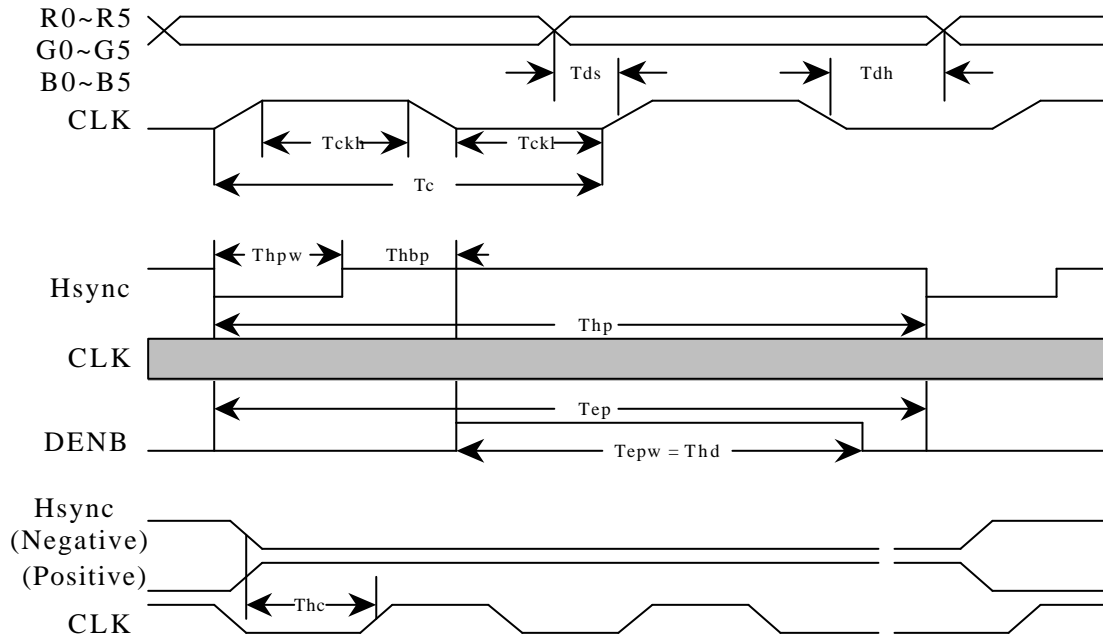 R0~R5
G0~G5
B0~B5
Tds
Tdh
CLK
Tckh
Tckl
Tc
Thpw
Thbp
Hsync
Thp
CLK
Tep
DENB
Tepw = Thd
Hsync
(Negative)
(Positive)
Thc
CLK